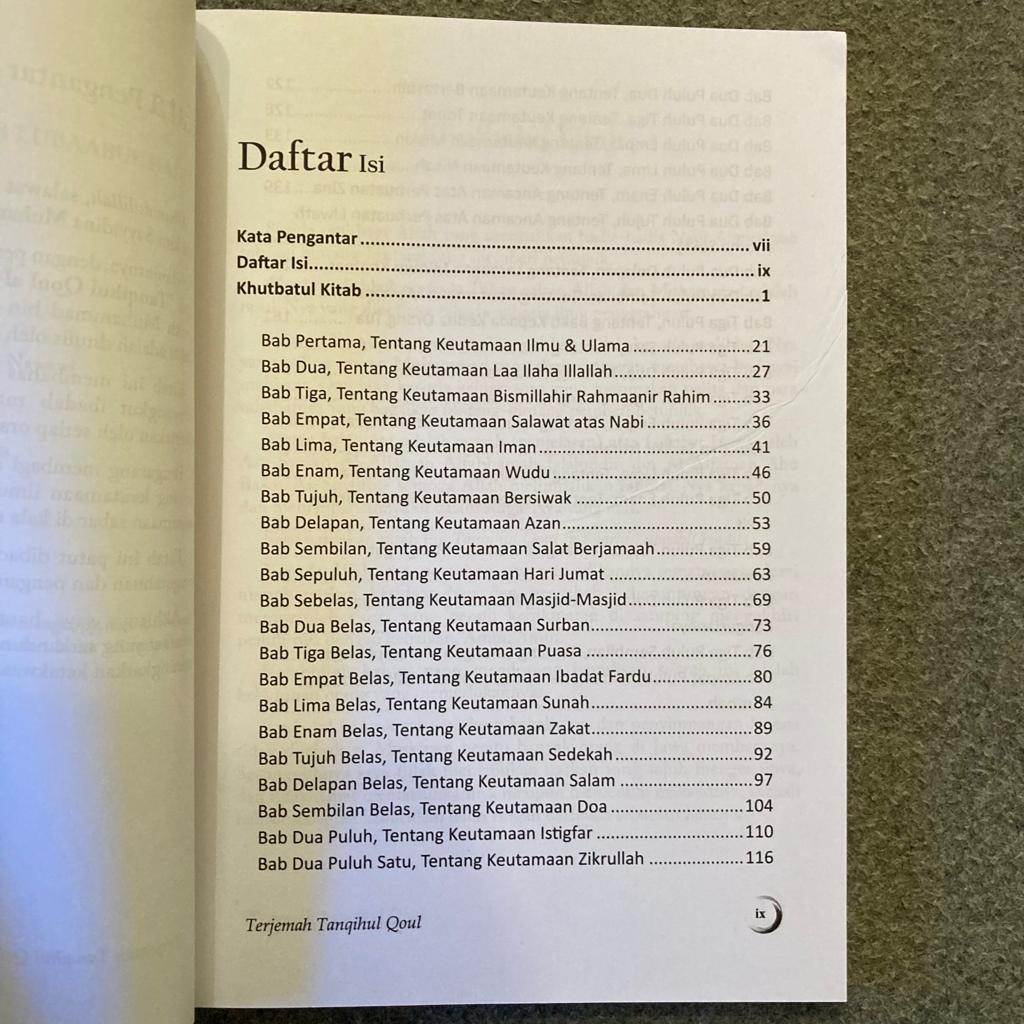 Daftar Isi
Kata Pengantar ........ vii
Daftar Isi........ ix
Khutbatul Kitab ........ 1
Bab Pertama, Tentang Keutamaan Ilmu & Ulama ........21
Bab Dua, Tentang Keutamaan Laa Ilaha Illallah........27
Bab Tiga, Tentang Keutamaan Bismillahir Rahmaanir Rahim ........33
Bab Empat, Tentang Keutamaan Salawat atas Nabi ........36
Bab Lima, Tentang Keutamaan Iman........41
Bab Enam, Tentang Keutamaan Wudu ........46
Bab Tujuh, Tentang Keutamaan Bersiwak ........50
Bab Delapan, Tentang Keutamaan Azan........53
Bab Sembilan, Tentang Keutamaan Salat Berjamaah........59
Bab Sepuluh, Tentang Keutamaan Hari Jumat ........63
Bab Sebelas, Tentang Keutamaan Masjid-Masjid........69
Bab Dua Belas, Tentang Keutamaan Surban........73
Bab Tiga Belas, Tentang Keutamaan Puasa ........76
Bab Empat Belas, Tentang Keutamaan Ibadat Fardu........80
Bab Lima Belas, Tentang Keutamaan Sunah........84
Bab Enam Belas, Tentang Keutamaan Zakat........89
Bab Tujuh Belas, Tentang Keutamaan Sedekah ........92
Bab Delapan Belas, Tentang Keutamaan Salam ........97
Bab Sembilan Belas, Tentang Keutamaan Doa ........104
Bab Dua Puluh, Tentang Keutamaan Istigfar ........110
Bab Dua Puluh Satu, Tentang Keutamaan Zikrullah ........116
Terjemah Tanqihul Qoul
ix